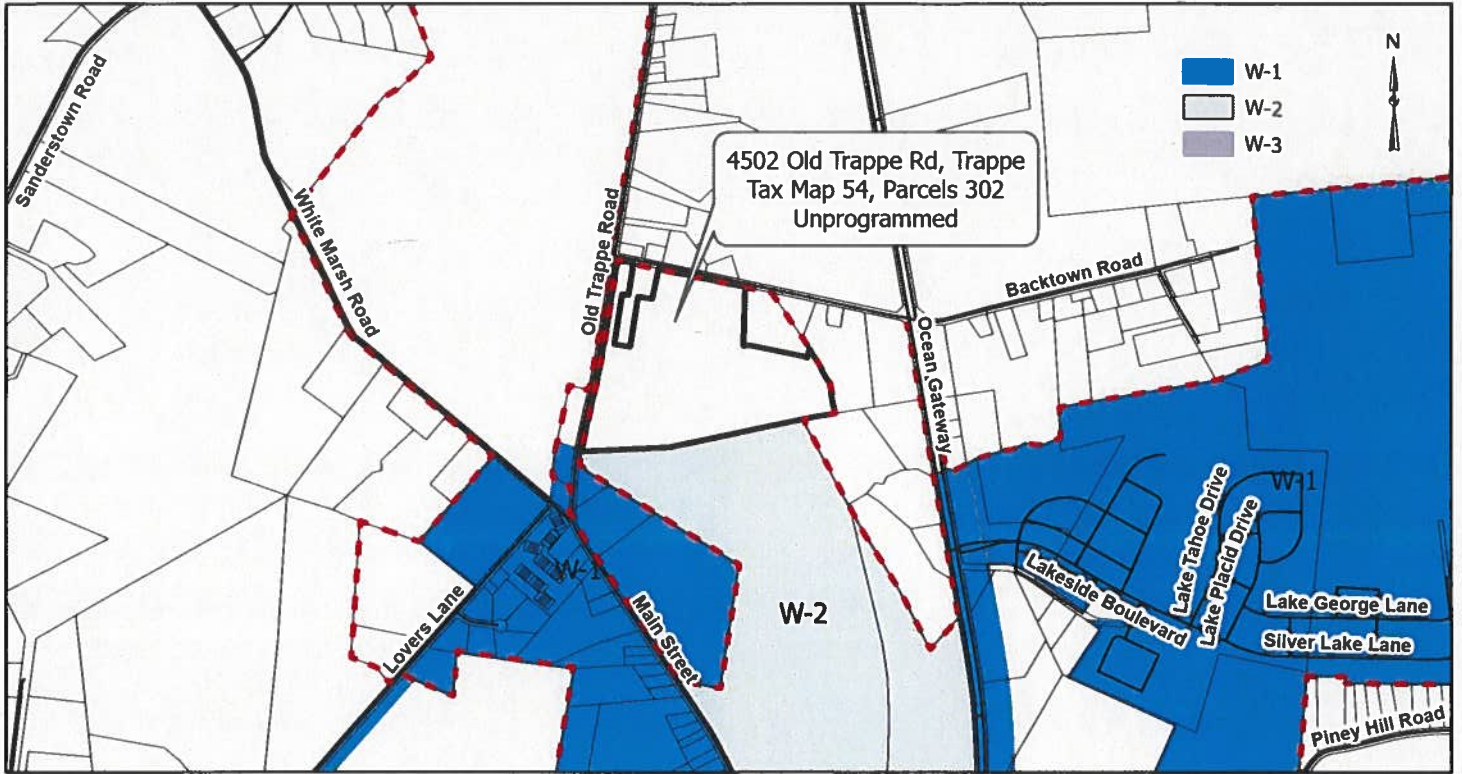 Sanderstown Road
White Marsh Road
Old Trappe Road
W-1
W-2
W-3
N
4502 Old Trappe Rd, Trappe
Tax Map 54, Parcels 302
Unprogrammed
Backtown Road
Ocean Gateway
W-1
Lake Tahoe Drive
Lake Placid Drive
Lakeside Boulevard
Lake George Lane
Silver Lake Lane
Piney Hill Road
W-1
W-2
Lovers Lane
Main Street